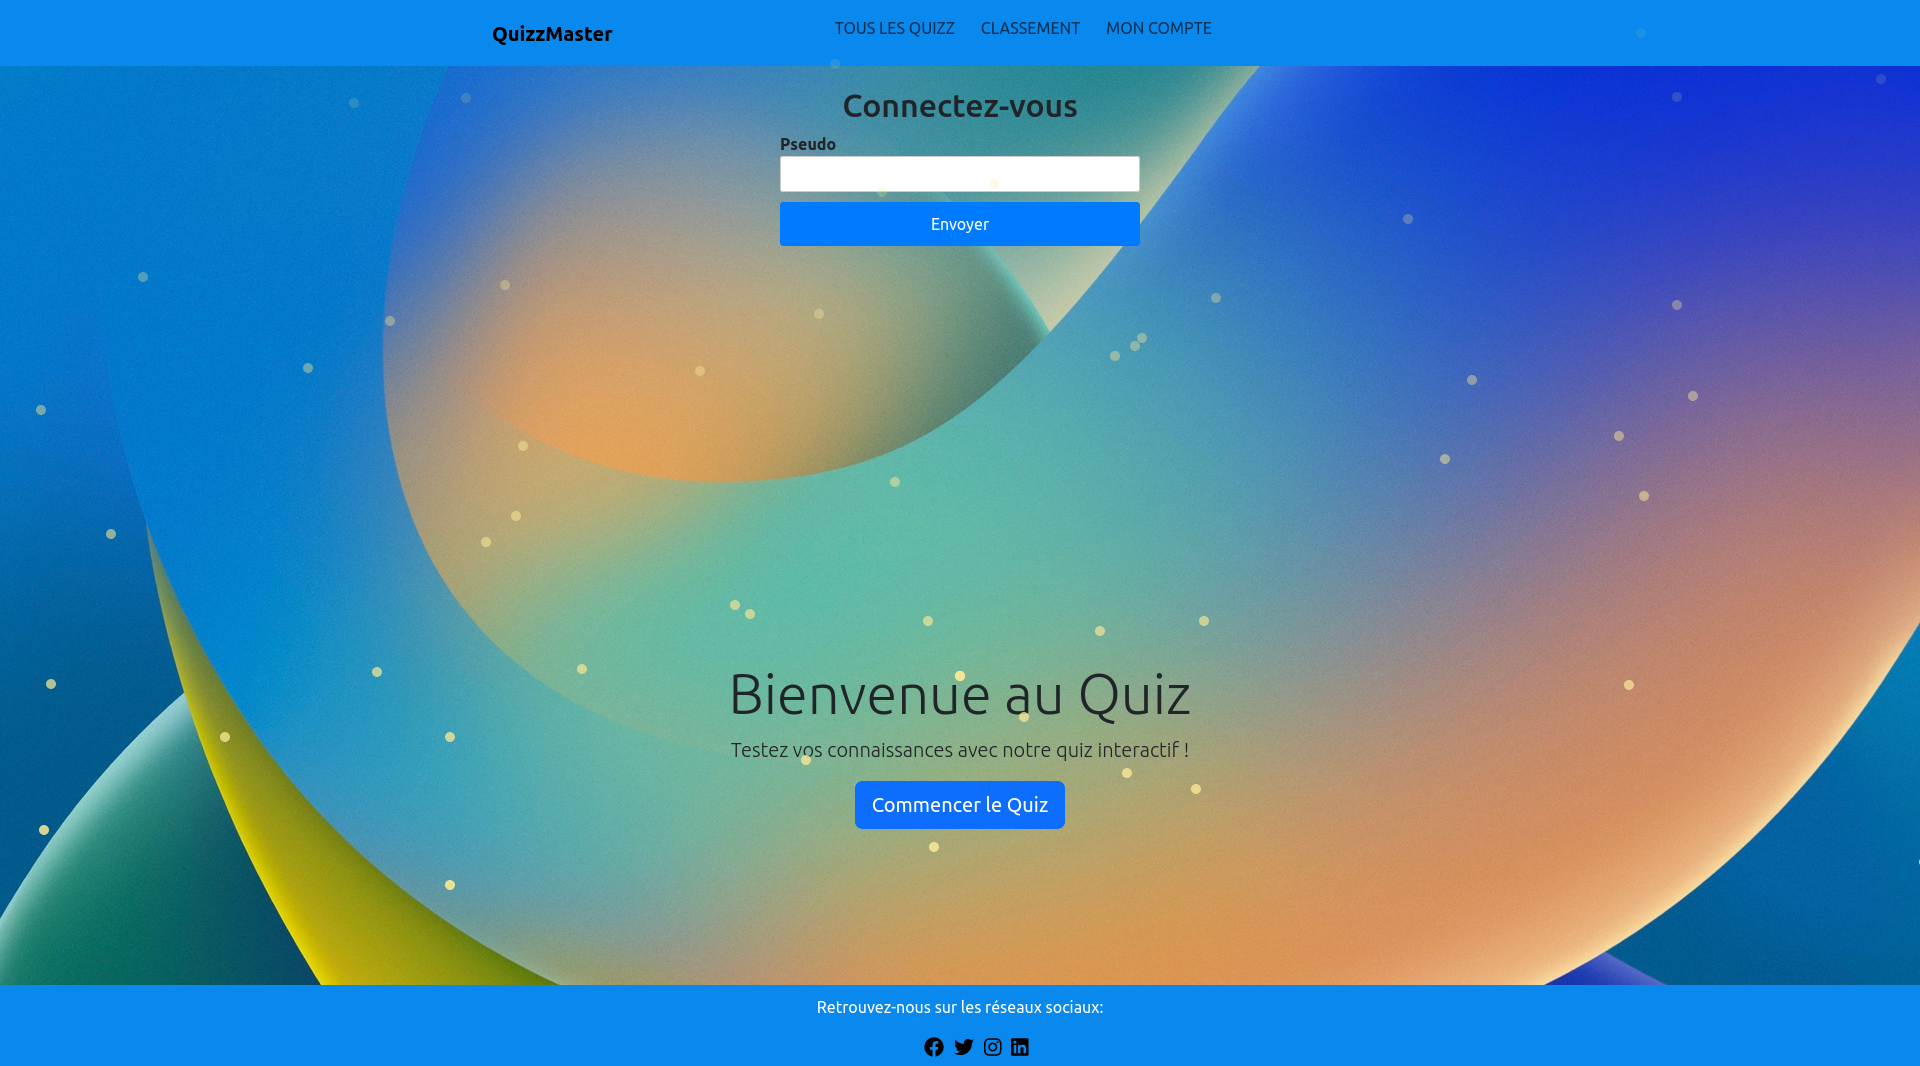 QuizzMaster
TOUS LES QUIZZ CLASSEMENT MON COMPTE
Connectez-vous
Pseudo
Envoyer
Bienvenue au Quiz
Testez vos connaissances avec notre quiz interactif !
Commencer le Quiz
Retrouvez-nous sur les réseaux sociaux: